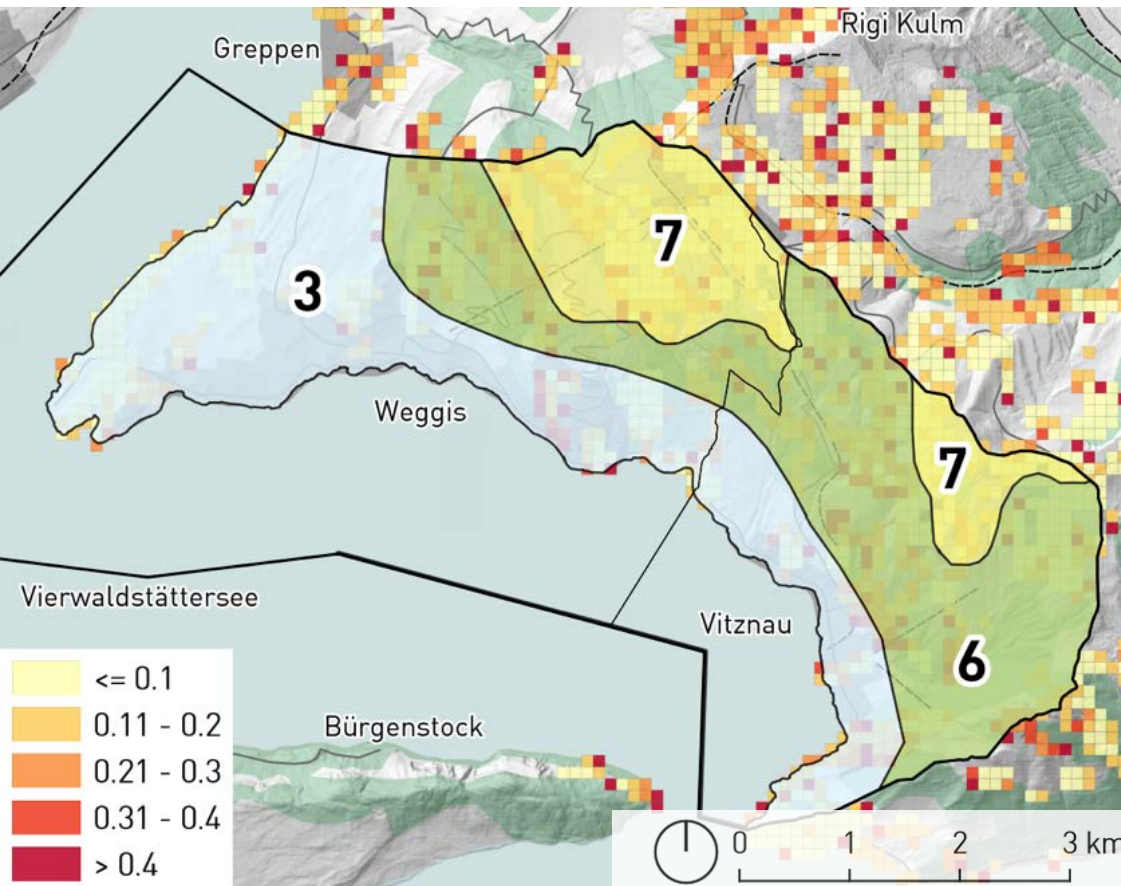 Rigi Kulm
Greppen
7
3
Weggis
7
Vierwaldstättersee
Vitznau
6
Bürgenstock
<= 0.1
0.11 - 0.2
0.21 - 0.3
0.31 - 0.4
> 0.4
0 1 2 3 km